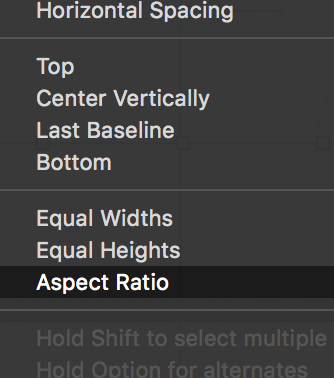 Horizontal Spacing
Top
Center Vertically
Last Baseline
Bottom
Equal Widths
Equal Heights
Aspect Ratio
Hold Shift to select multiple
Hold Option for alternates